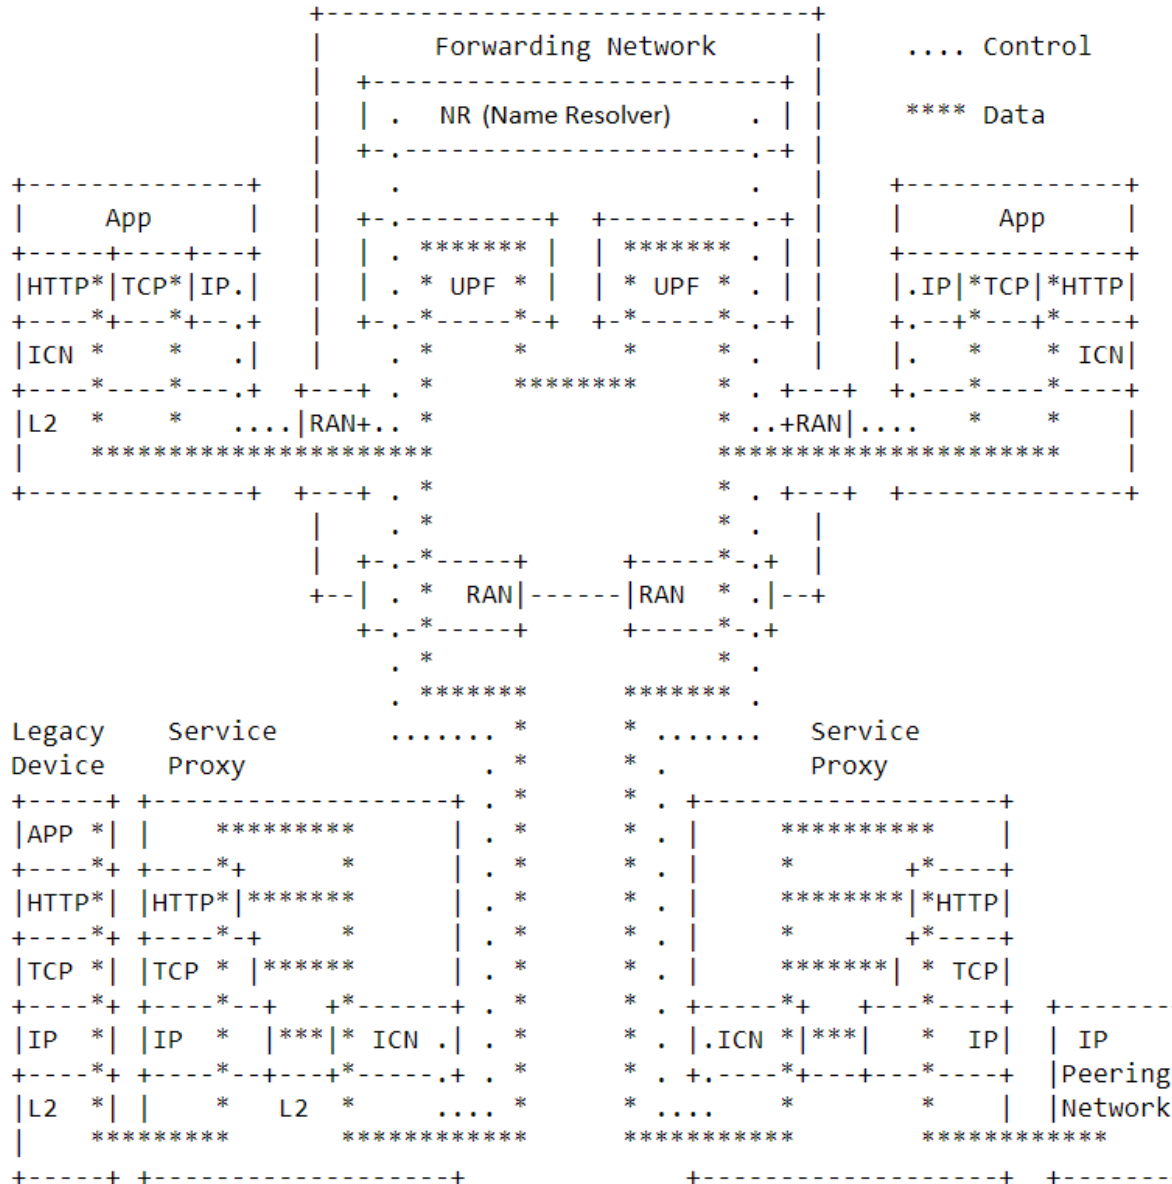 Forwarding Network .... Control
NR (Name Resolver) **** Data
App App
HTTP TCP IP UPF UPF IP TCP HTTP
ICN ICN
L2 RAN RAN
RAN RAN
Legacy Service Service
Device Proxy Proxy
APP
HTTP HTTP HTTP
TCP TCP TCP
IP IP ICN ICN IP IP
Peering
L2 L2 Network